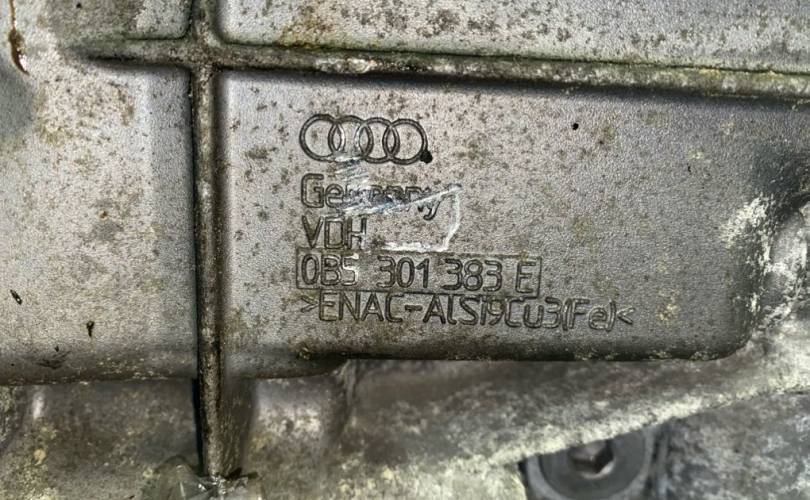 Germany
VDH
0B5 301 383 E
>ENAC-AlSi9Cu3(Fe)<